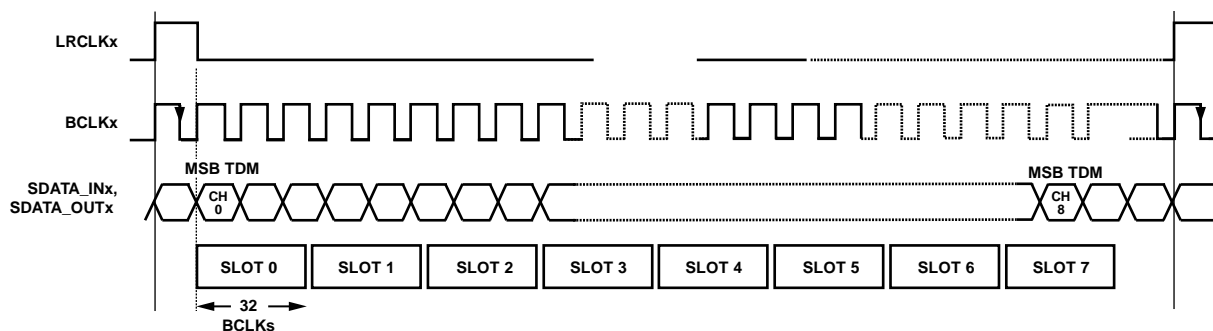 LRCLKx
BCLKx
MSB TDM
MSB TDM
SDATA_INx,
SDATA_OUTx
CH
0
CH
8
SLOT 0
SLOT 1
SLOT 2
SLOT 3
SLOT 4
SLOT 5
SLOT 6
SLOT 7
32
BCLKs